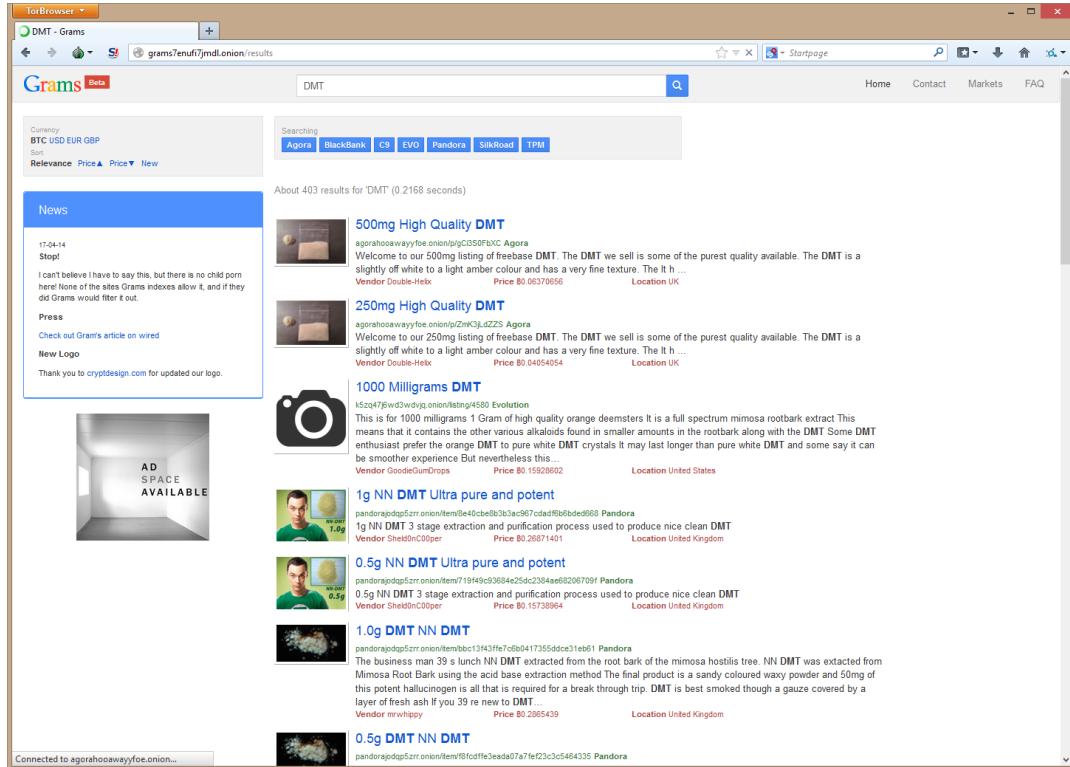 TorBrowser
DMT - Grams
grams7enufi7jmdl.onion/results
Startpage
Grams Beta
DMT
Home Contact Markets FAQ
Currency
BTC USD EUR GBP
Sort
Relevance Price▲ Price▼ New
Searching
Agora BlackBank C9 EVO Pandora SilkRoad TPM
News
17-04-14
Stop!
I can't believe I have to say this, but there is no child porn
here! None of the sites Grams indexes allow it, and if they
did Grams would filter it out.
Press
Check out Gram's article on wired
New Logo
Thank you to cryptdesign.com for updated our logo.
AD
SPACE
AVAILABLE
About 403 results for 'DMT' (0.2168 seconds)
500mg High Quality DMT
agorahooawayyfoe.onion/p/gCl3S0FbXC Agora
Welcome to our 500mg listing of freebase DMT. The DMT we sell is some of the purest quality available. The DMT is a
slightly off white to a light amber colour and has a very fine texture. The It h ...
Vendor Double-Helix Price ฿0.06370656 Location UK
250mg High Quality DMT
agorahooawayyfoe.onion/p/ZmK3jLdZZS Agora
Welcome to our 250mg listing of freebase DMT. The DMT we sell is some of the purest quality available. The DMT is a
slightly off white to a light amber colour and has a very fine texture. The It h ...
Vendor Double-Helix Price ฿0.04054054 Location UK
1000 Milligrams DMT
k5zq47j6wd3wdvjq.onion/listing/4580 Evolution
This is for 1000 milligrams 1 Gram of high quality orange deemsters It is a full spectrum mimosa rootbark extract This
means that it contains the other various alkaloids found in smaller amounts in the rootbark along with the DMT Some DMT
enthusiast prefer the orange DMT to pure white DMT crystals It may last longer than pure white DMT and some say it can
be smoother experience But nevertheless this...
Vendor GoodieGumDrops Price ฿0.15928602 Location United States
NN-DMT
1.0g
1g NN DMT Ultra pure and potent
pandorajodqp5zrr.onion/item/8e40cbe8b3b3ac967cdadf6b6bded668 Pandora
1g NN DMT 3 stage extraction and purification process used to produce nice clean DMT
Vendor Sheld0nC00per Price ฿0.26871401 Location United Kingdom
NN-DMT
0.5g
0.5g NN DMT Ultra pure and potent
pandorajodqp5zrr.onion/item/719f49c93684e25dc2384ae68206709f Pandora
0.5g NN DMT 3 stage extraction and purification process used to produce nice clean DMT
Vendor Sheld0nC00per Price ฿0.15738964 Location United Kingdom
1.0g DMT NN DMT
pandorajodqp5zrr.onion/item/bbc13f43ffe7c6b0417355ddce31eb61 Pandora
The business man 39 s lunch NN DMT extracted from the root bark of the mimosa hostilis tree. NN DMT was extacted from
Mimosa Root Bark using the acid base extraction method The final product is a sandy coloured waxy powder and 50mg of
this potent hallucinogen is all that is required for a break through trip. DMT is best smoked though a gauze covered by a
layer of fresh ash If you 39 re new to DMT...
Vendor mrwhippy Price ฿0.2865439 Location United Kingdom
0.5g DMT NN DMT
pandorajodqp5zrr.onion/item/f8fcdffe3eada07a7fef23c3c5464335 Pandora
Connected to agorahooawayyfoe.onion...